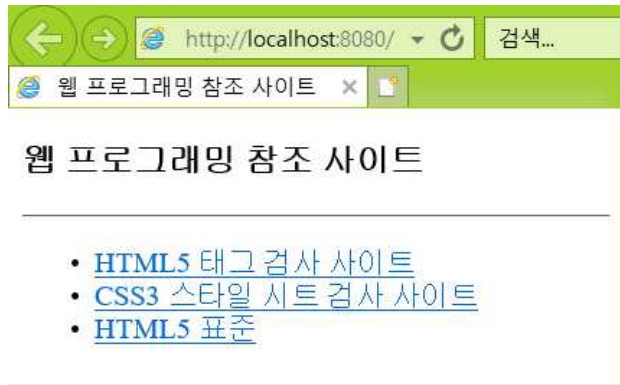 http://localhost:8080/ 검색...
웹 프로그래밍 참조 사이트
웹 프로그래밍 참조 사이트
HTML5 태그 검사 사이트
CSS3 스타일 시트 검사 사이트
HTML5 표준